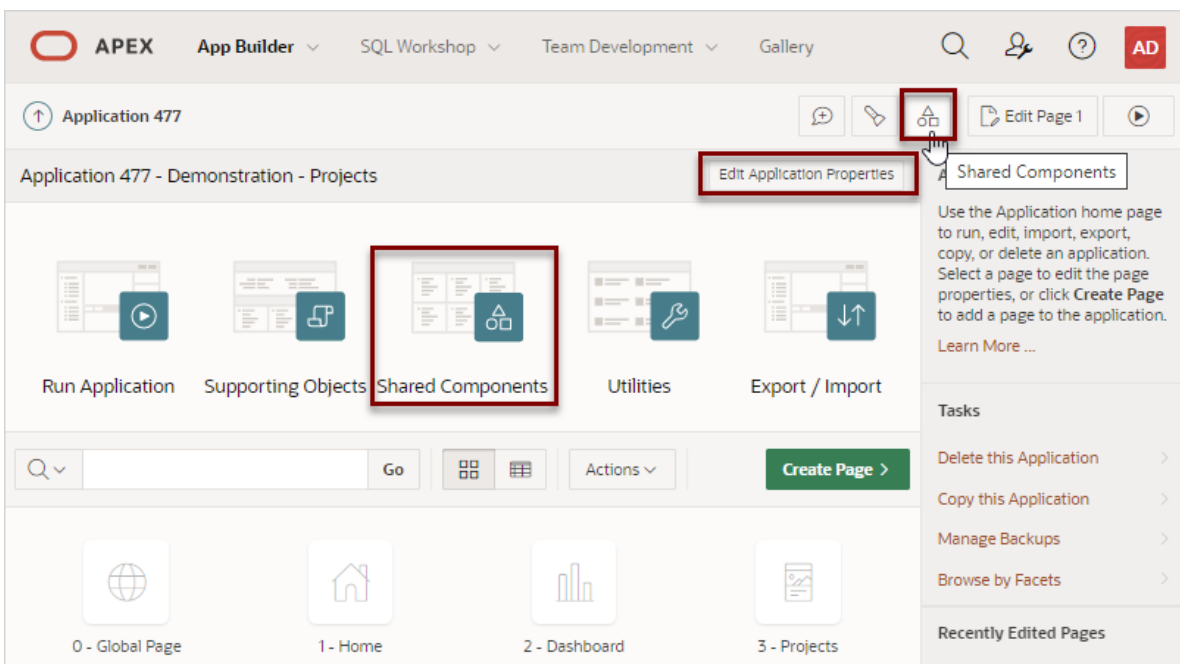 APEX App Builder SQL Workshop Team Development Gallery AD
Application 477 Edit Page 1
Shared Components
Application 477 - Demonstration - Projects Edit Application Properties
Use the Application home page
to run, edit, import, export,
copy, or delete an application.
Select a page to edit the page
properties, or click Create Page
to add a page to the application.
Learn More ...
Run Application Supporting Objects Shared Components Utilities Export / Import
Tasks
Go Actions Create Page >
Delete this Application
Copy this Application
Manage Backups
Browse by Facets
0 - Global Page 1 - Home 2 - Dashboard 3 - Projects
Recently Edited Pages